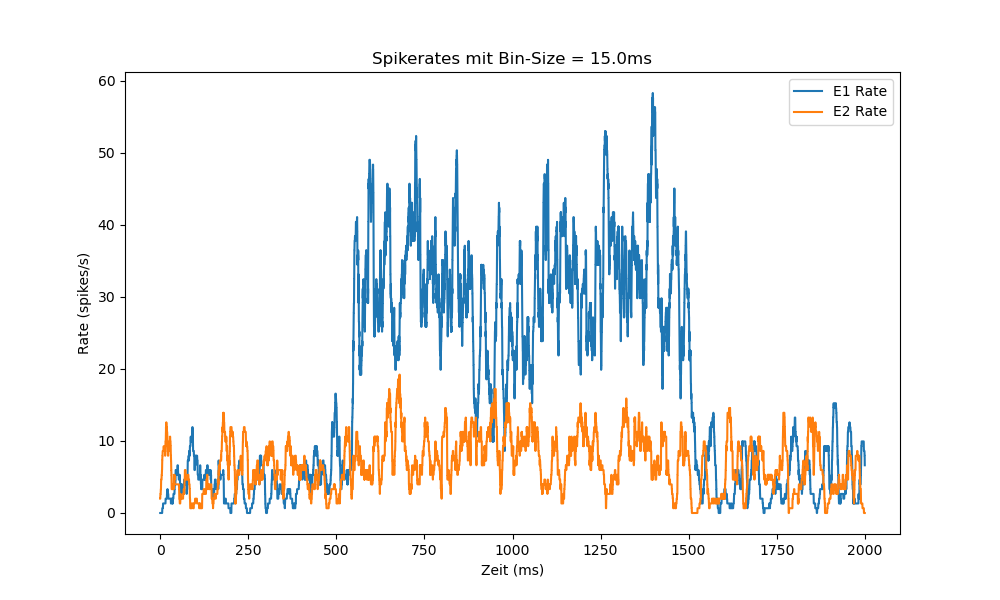 Spikerates mit Bin-Size = 15.0ms
E1 Rate
E2 Rate
Rate (spikes/s)
60
50
40
30
20
10
0
0 250 500 750 1000 1250 1500 1750 2000
Zeit (ms)